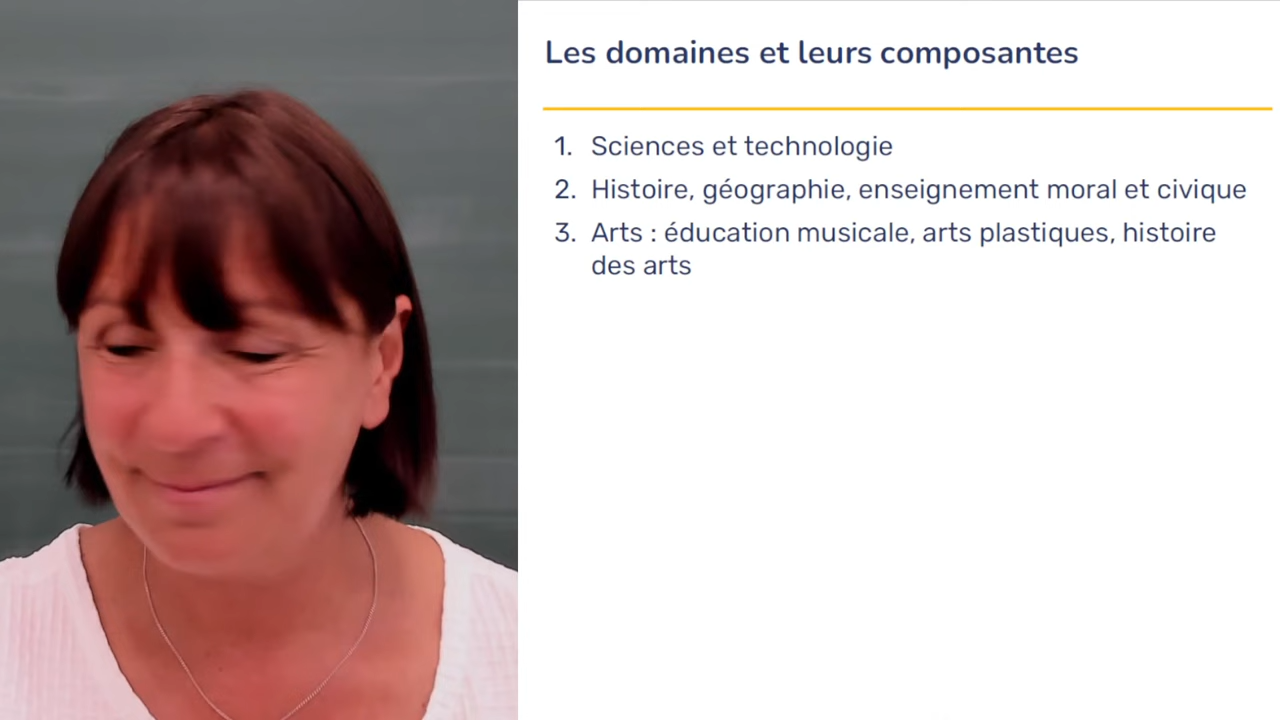 Les domaines et leurs composantes
1. Sciences et technologie
2. Histoire, géographie, enseignement moral et civique
3. Arts : éducation musicale, arts plastiques, histoire
des arts